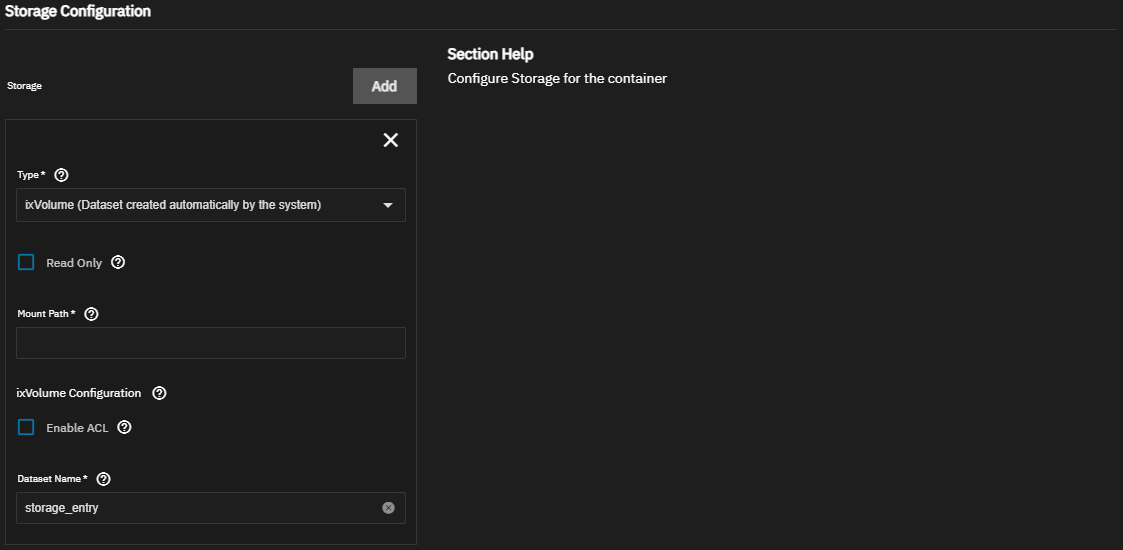 Storage Configuration
Section Help
Configure Storage for the container
Storage
Add
Type *
ixVolume (Dataset created automatically by the system)
Read Only
Mount Path *
ixVolume Configuration
Enable ACL
Dataset Name *
storage_entry